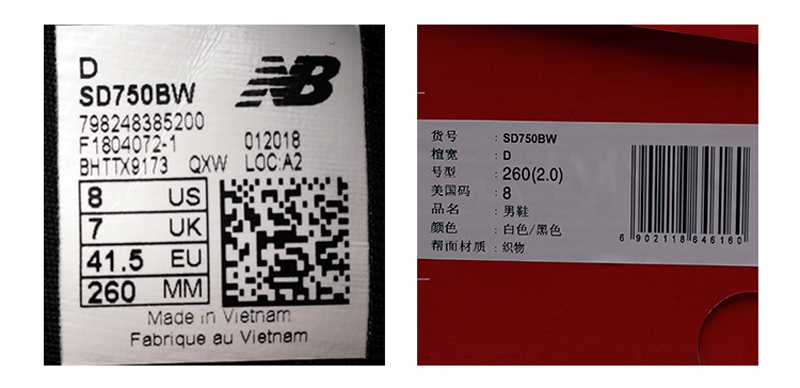 D
NB
SD750BW
798248385200
F1804072-1 012018
BHTTX9173 QXW LOC:A2
8 US
7 UK
41.5 EU
260 MM
Made in Vietnam
Fabrique au Vietnam
货号 : SD750BW
楦宽 : D
号型 : 260(2.0)
美国码 : 8
品名 : 男鞋
颜色 : 白色/黑色
帮面材质 : 织物
6 902118 646160